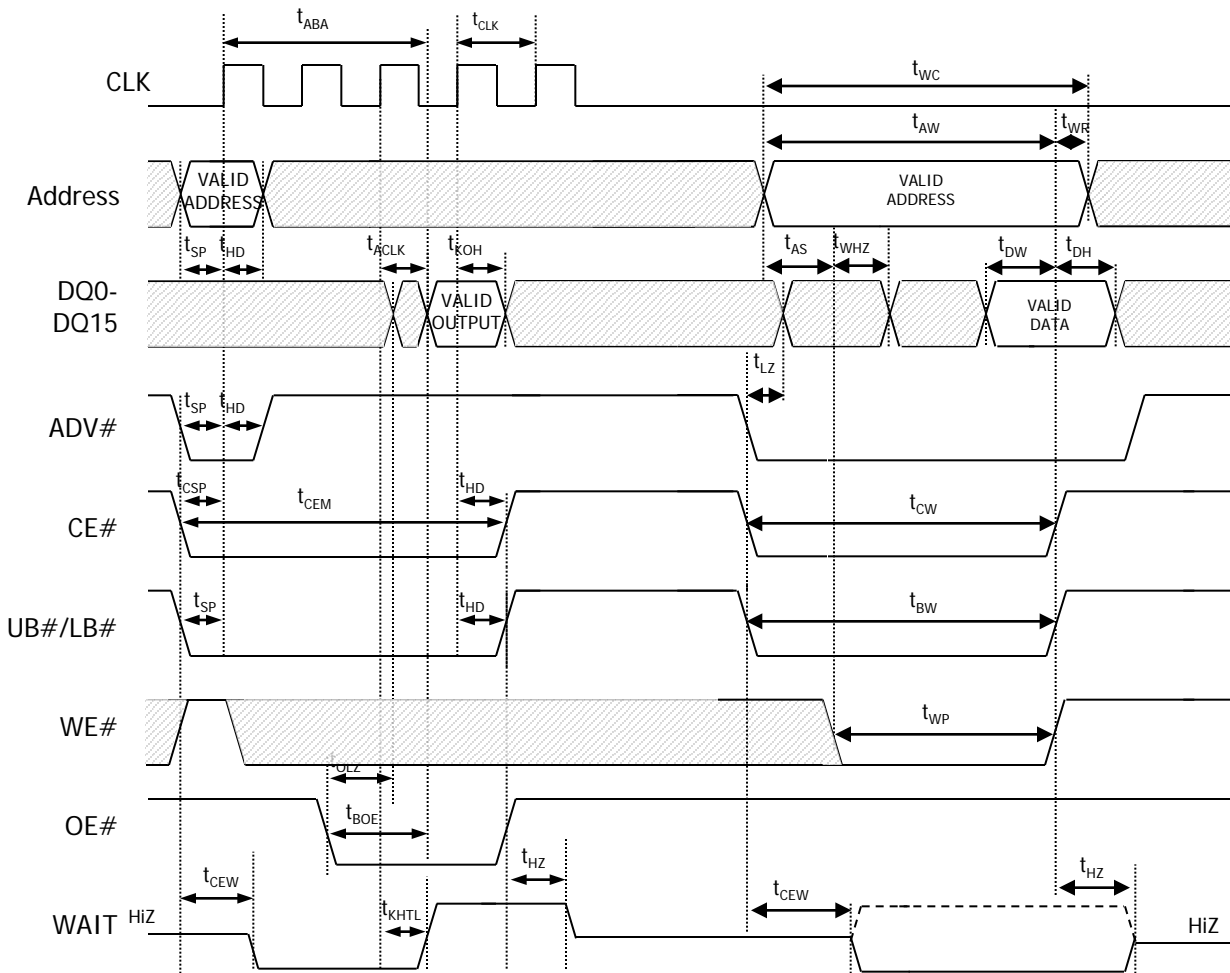 tABA
tCLK
CLK
tWC
tAW
tWR
Address
VALID
ADDRESS
VALID
ADDRESS
tSP
tHD
tACLK
tKOH
tAS
tWHZ
tDW
tDH
DQ0-
DQ15
VALID
OUTPUT
VALID
DATA
tLZ
ADV#
tSP
tHD
CE#
tCSP
tCEM
tHD
tCW
UB#/LB#
tSP
tHD
tBW
WE#
tWP
tOLZ
OE#
tBOE
tCEW
tHZ
tHZ
WAIT
HiZ
tKHTL
tCEW
HiZ